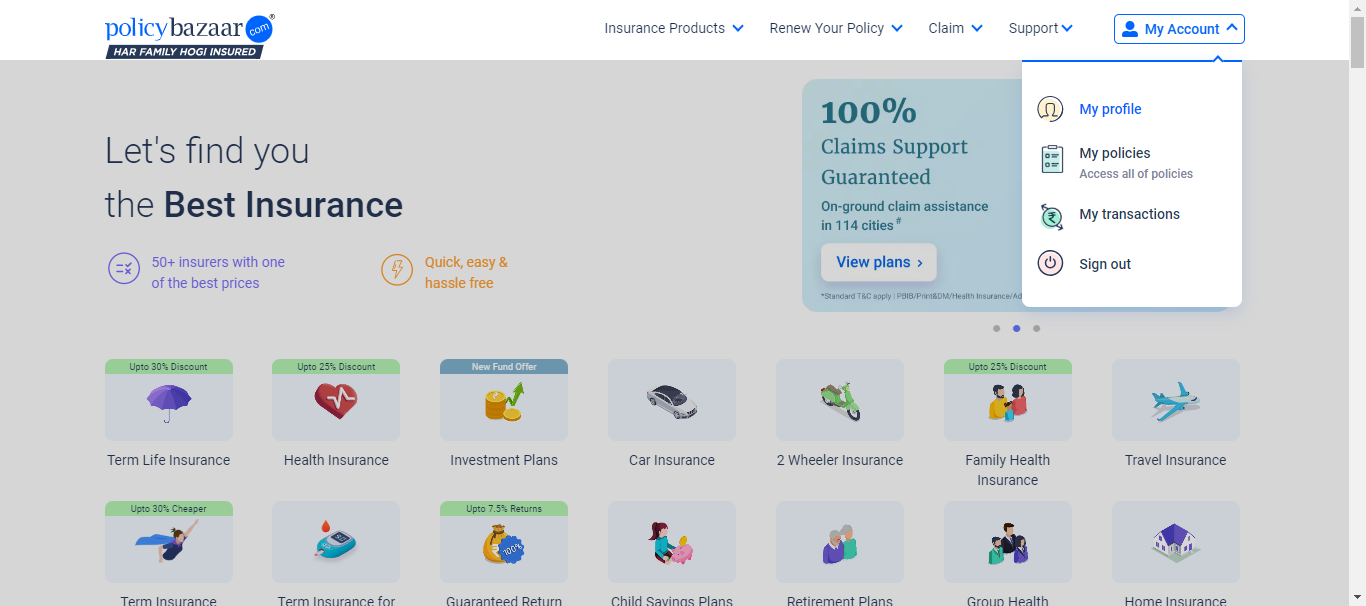 policybazaar.com®
HAR FAMILY HOGI INSURED
Insurance Products
Renew Your Policy
Claim
Support
My Account
My profile
My policies
Access all of policies
My transactions
Sign out
Let's find you
the Best Insurance
50+ insurers with one
of the best prices
Quick, easy &
hassle free
100%
Claims Support
Guaranteed
On-ground claim assistance
in 114 cities#
View plans ›
*Standard T&C apply | PBIB/Print&DM/Health Insurance/Ad
Upto 30% Discount
Term Life Insurance
Upto 25% Discount
Health Insurance
New Fund Offer
Investment Plans
Car Insurance
2 Wheeler Insurance
Upto 25% Discount
Family Health
Insurance
Travel Insurance
Upto 30% Cheaper
Term Insurance
Term Insurance for
Upto 7.5% Returns
100%
Guaranteed Return
Child Savings Plans
Retirement Plans
Group Health
Home Insurance